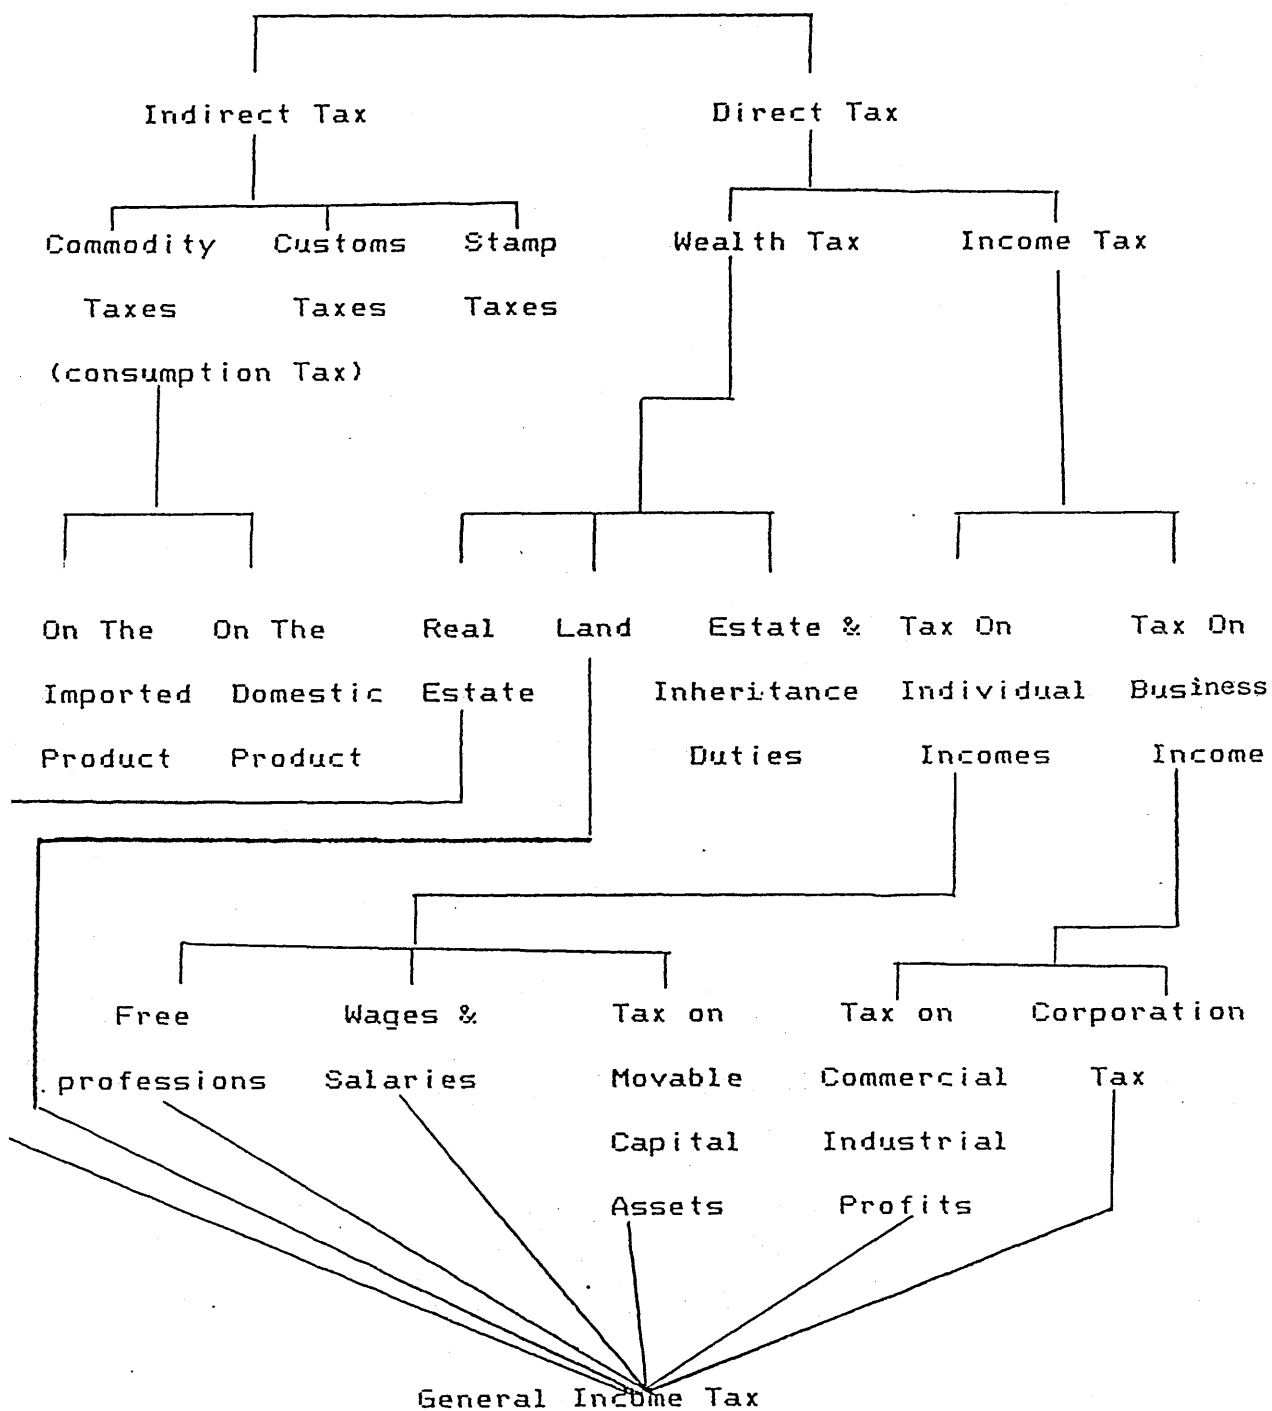 Indirect Tax Direct Tax
Commodity Customs Stamp Wealth Tax Income Tax
Taxes Taxes Taxes
(consumption Tax)
On The On The Real Land Estate & Tax On Tax On
Imported Domestic Estate Inheritance Individual Business
Product Product Duties Incomes Income
Free Wages & Tax on Tax on Corporation
professions Salaries Movable Commercial Tax
Capital Industrial
Assets Profits
General Income Tax